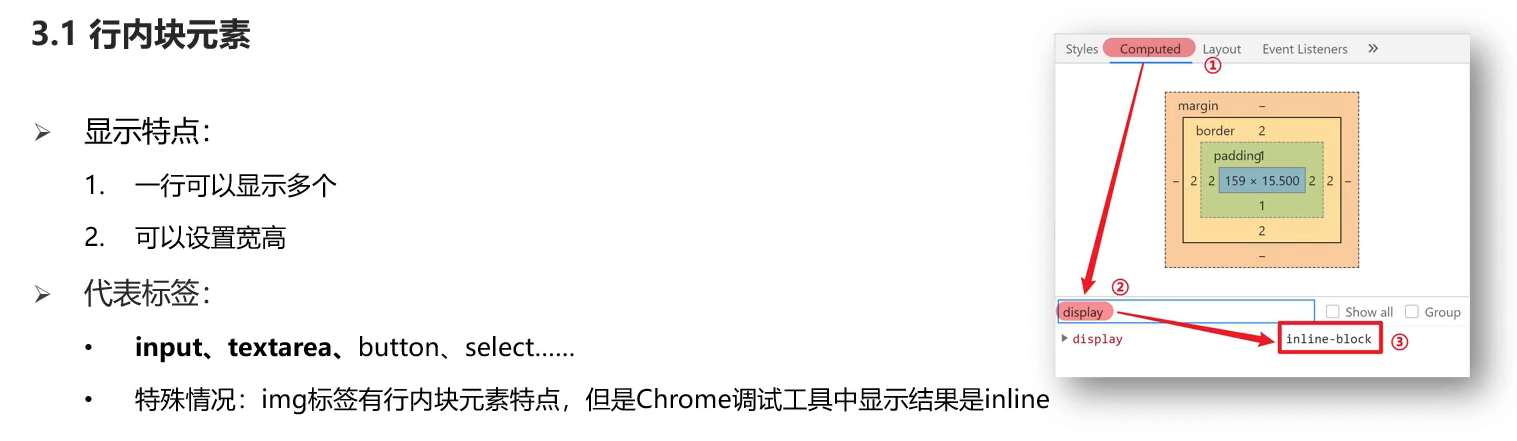 3.1 行内块元素
➢ 显示特点：
1. 一行可以显示多个
2. 可以设置宽高
➢ 代表标签：
• input、textarea、button、select……
• 特殊情况：img标签有行内块元素特点，但是Chrome调试工具中显示结果是inline
Styles Computed Layout Event Listeners »
①
margin –
border 2
padding 1
– 2 2 159 × 15.500 2 2 –
1
2
–
②
display Show all Group
display inline-block ③